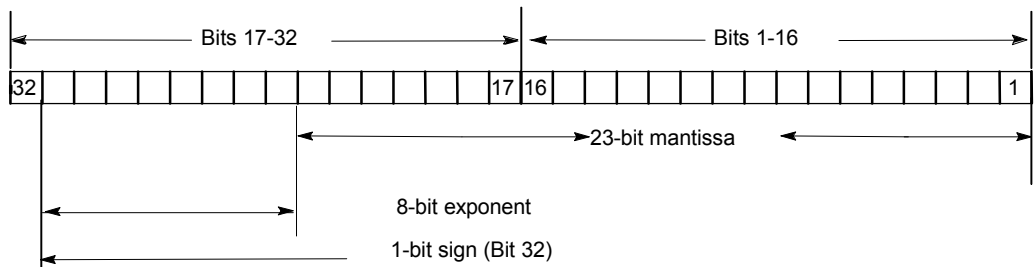 Bits 17-32 Bits 1-16
32 17 16 1
23-bit mantissa
8-bit exponent
1-bit sign (Bit 32)